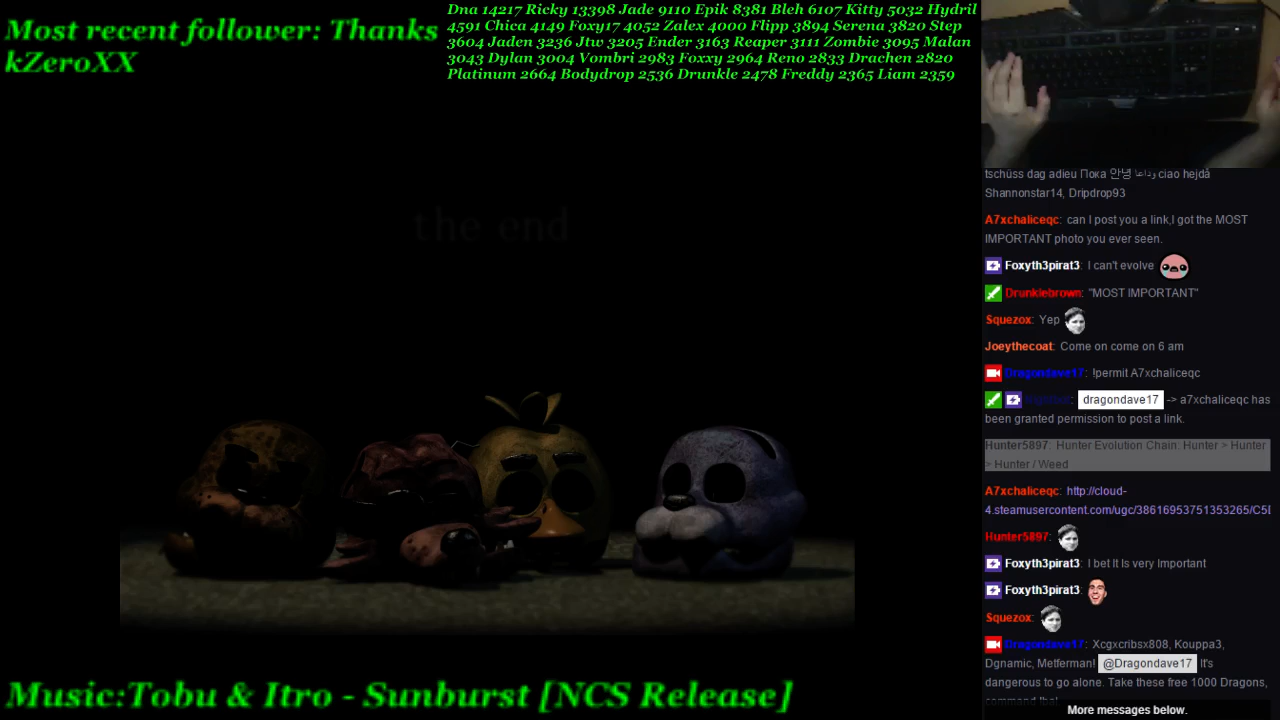 Most recent follower: Thanks
kZeroXX
Dna 14217 Ricky 13398 Jade 9110 Epik 8381 Bleh 6107 Kitty 5032 Hydril
4591 Chica 4149 Foxy17 4052 Zalex 4000 Flipp 3894 Serena 3820 Step
3604 Jaden 3236 Jtw 3205 Ender 3163 Reaper 3111 Zombie 3095 Malan
3043 Dylan 3004 Vombri 2983 Foxxy 2964 Reno 2833 Drachen 2820
Platinum 2664 Bodydrop 2536 Drunkle 2478 Freddy 2365 Liam 2359
the end
Music:Tobu & Itro - Sunburst [NCS Release]
tschüss dag adieu Пока 안녕 وداعا ciao hejdå
Shannonstar14, Dripdrop93
A7xchaliceqc: can I post you a link,I got the MOST
IMPORTANT photo you ever seen.
Foxyth3pirat3: I can't evolve
Drunklebrown: "MOST IMPORTANT"
Squezox: Yep
Joeythecoat: Come on come on 6 am
Dragondave17: !permit A7xchaliceqc
dragondave17 -> a7xchaliceqc has
been granted permission to post a link.
Hunter5897: Hunter Evolution Chain: Hunter > Hunter
> Hunter / Weed
A7xchaliceqc: http://cloud-
4.steamusercontent.com/ugc/38616953751353265/C5
Hunter5897:
Foxyth3pirat3: I bet It Is very Important
Foxyth3pirat3:
Squezox:
Dragondave17: Xcgxcribsx808, Kouppa3,
Dgnamic, Metferman! @Dragondave17 It's
dangerous to go alone. Take these free 1000 Dragons,
More messages below.